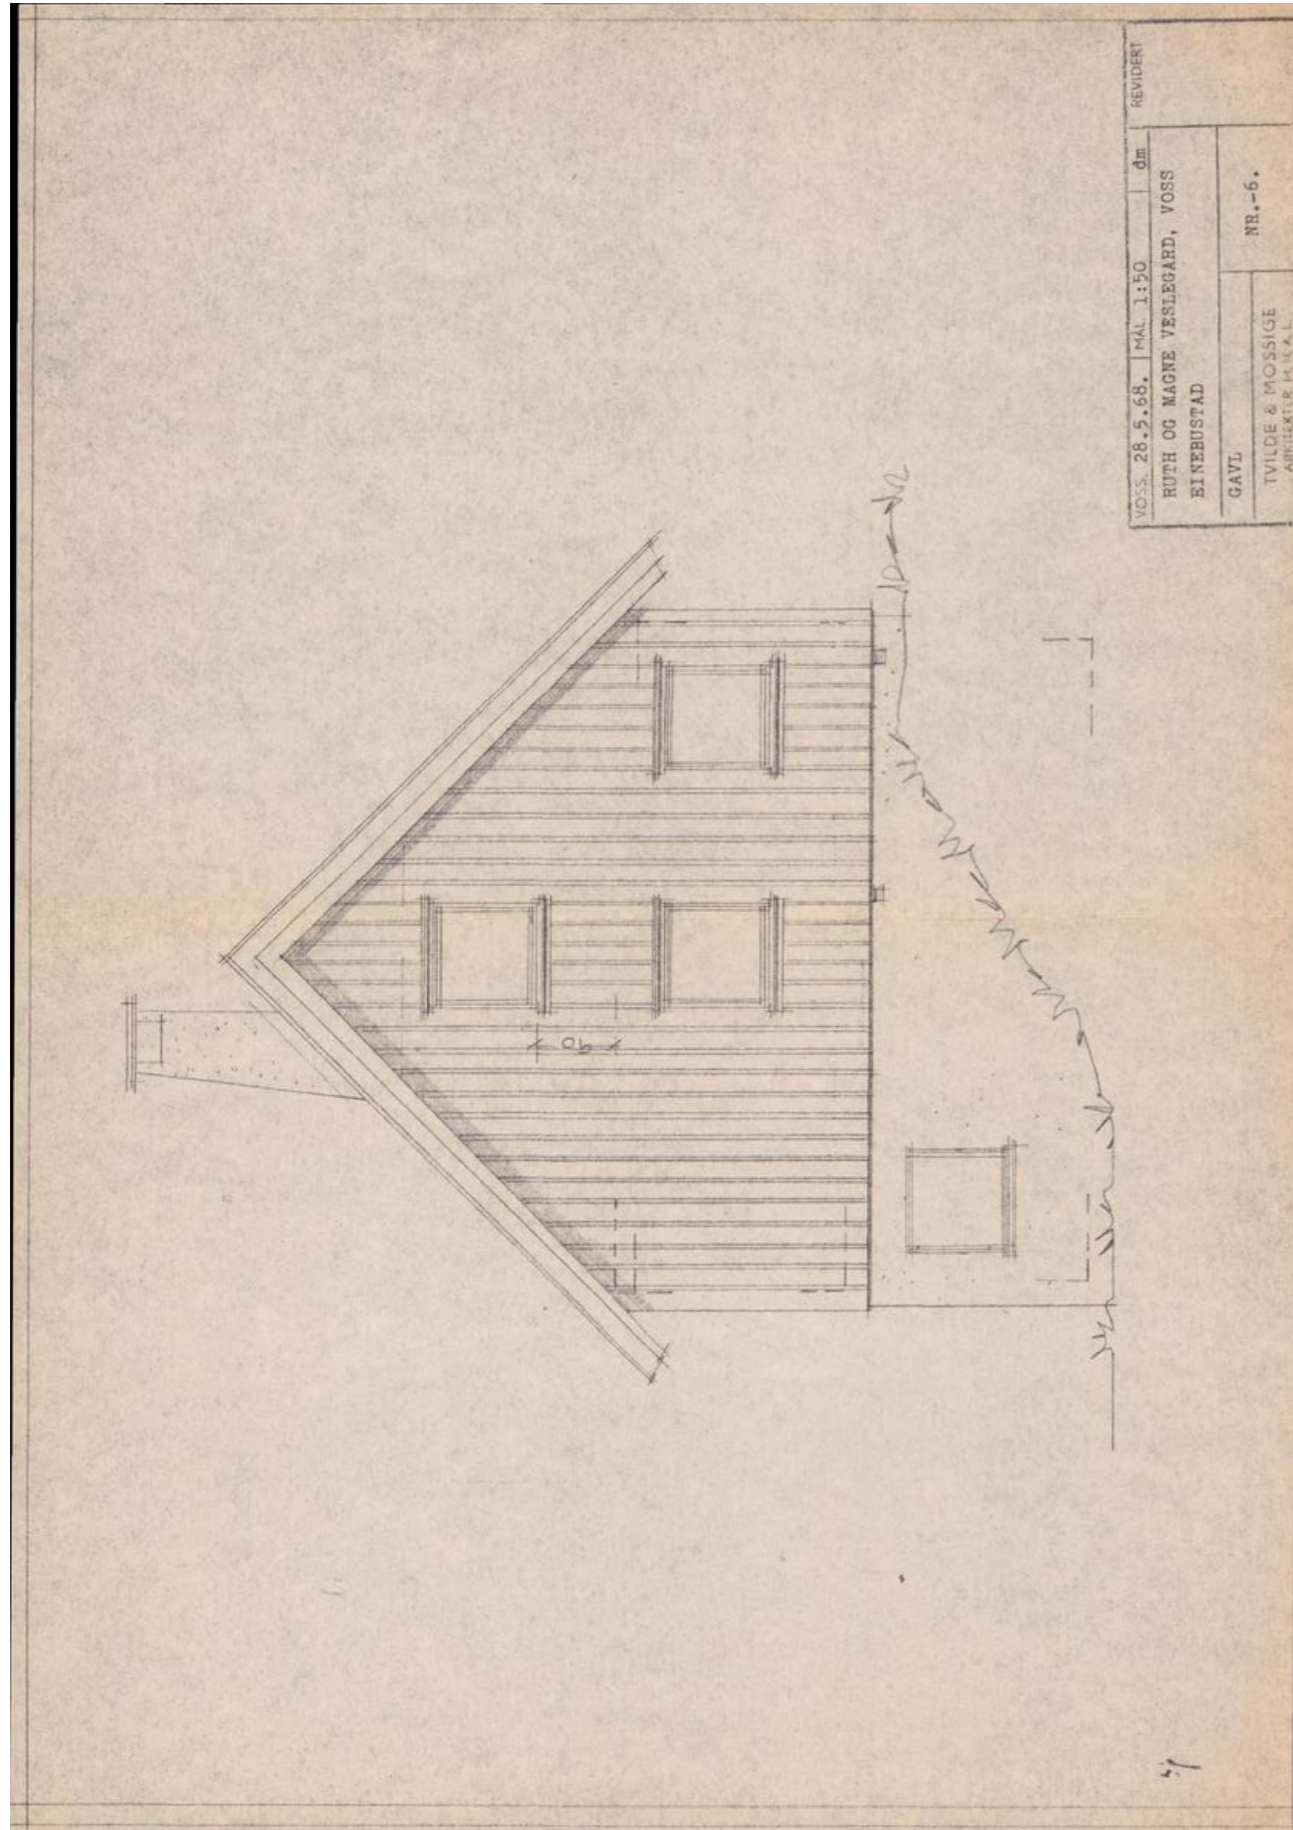 VOSS, 28.5.68. MÅL 1:50 dm REVIDERT
RUTH OG MAGNE VESLEGARD, VOSS
EINEBUSTAD
GAVL
NR.-6.
TVILDE & MOSSIGE
ARKITEKTER M.N.A.L.
90